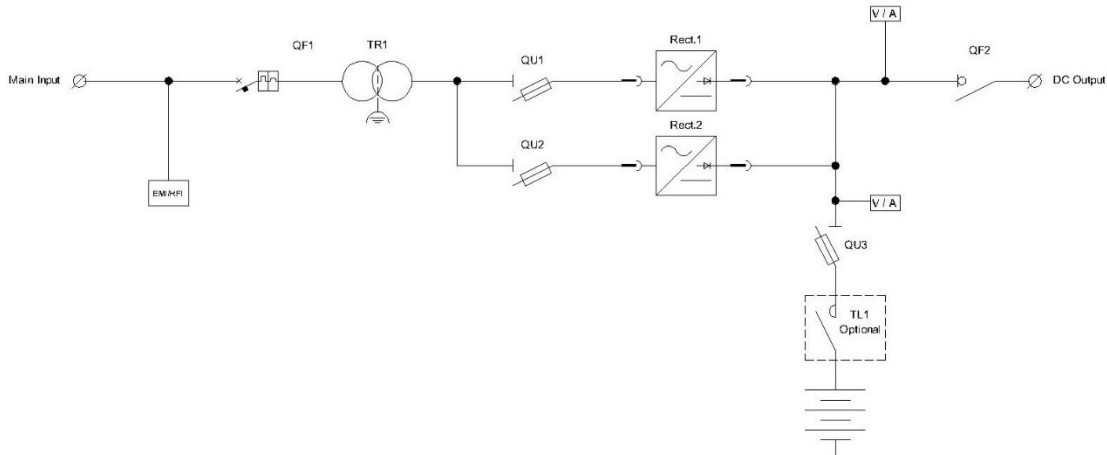 V / A
Rect.1
QF1
TR1
QU1
QF2
Main Input
DC Output
Rect.2
QU2
EMI/RFI
V / A
QU3
TL1
Optional